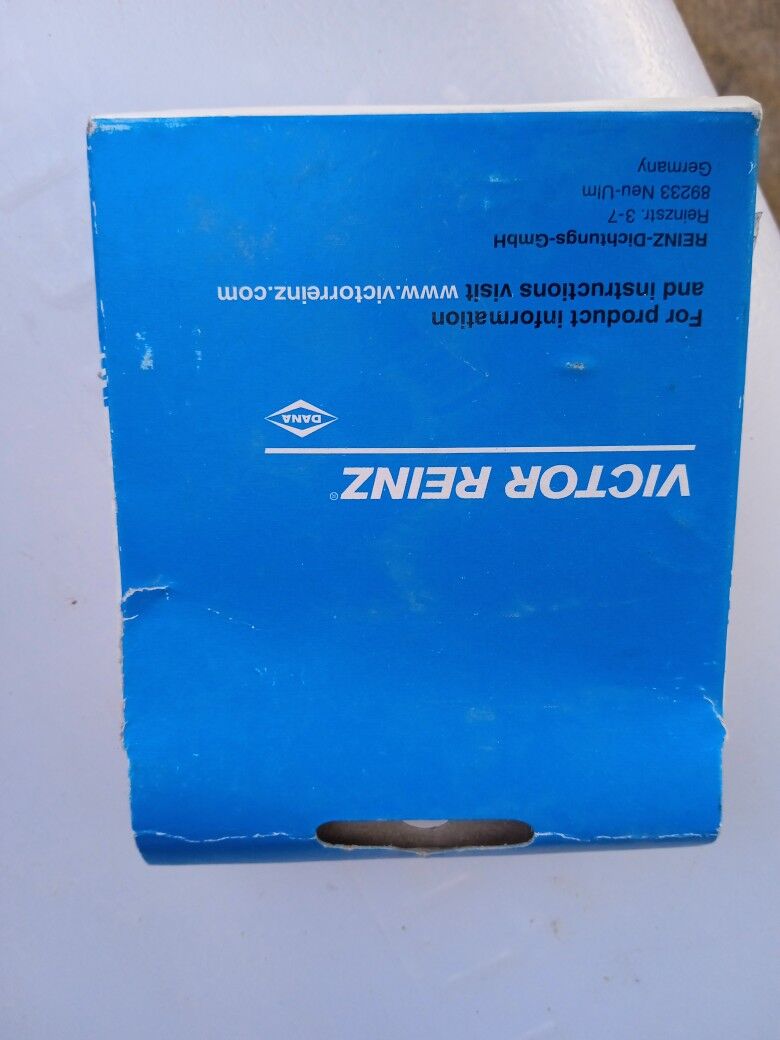 VICTOR REINZ®
DANA
For product information
and instructions visit www.victorreinz.com
REINZ-Dichtungs-GmbH
Reinzstr. 3-7
89233 Neu-Ulm
Germany